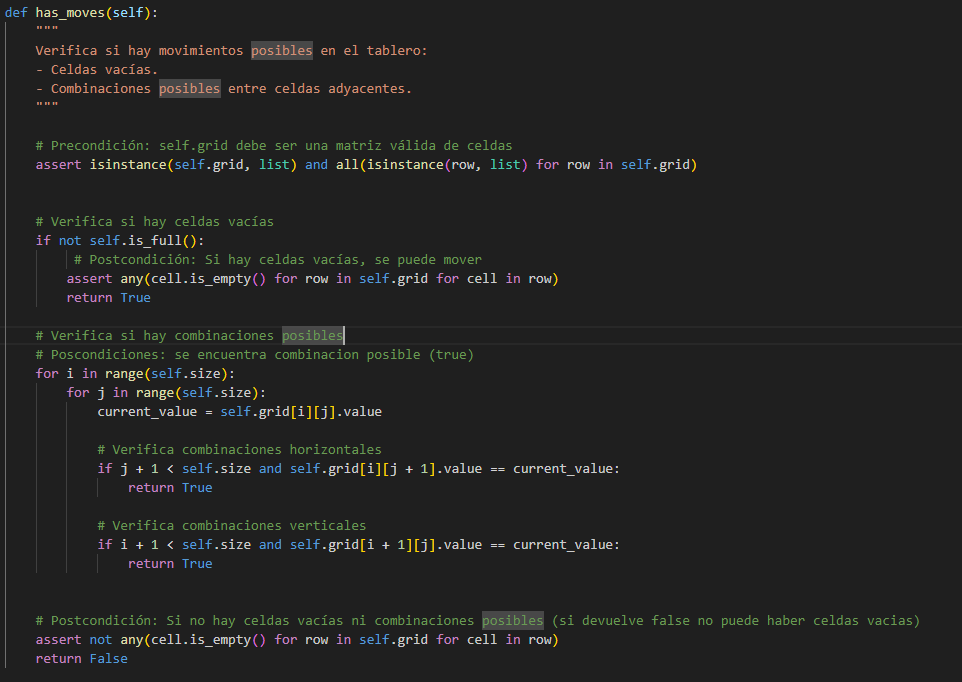 def has_moves(self):
"""
Verifica si hay movimientos posibles en el tablero:
- Celdas vacías.
- Combinaciones posibles entre celdas adyacentes.
"""
# Precondición: self.grid debe ser una matriz válida de celdas
assert isinstance(self.grid, list) and all(isinstance(row, list) for row in self.grid)
# Verifica si hay celdas vacías
if not self.is_full():
# Postcondición: Si hay celdas vacías, se puede mover
assert any(cell.is_empty() for row in self.grid for cell in row)
return True
# Verifica si hay combinaciones posibles
# Poscondiciones: se encuentra combinacion posible (true)
for i in range(self.size):
for j in range(self.size):
current_value = self.grid[i][j].value
# Verifica combinaciones horizontales
if j + 1 < self.size and self.grid[i][j + 1].value == current_value:
return True
# Verifica combinaciones verticales
if i + 1 < self.size and self.grid[i + 1][j].value == current_value:
return True
# Postcondición: Si no hay celdas vacías ni combinaciones posibles (si devuelve false no puede haber celdas vacias)
assert not any(cell.is_empty() for row in self.grid for cell in row)
return False